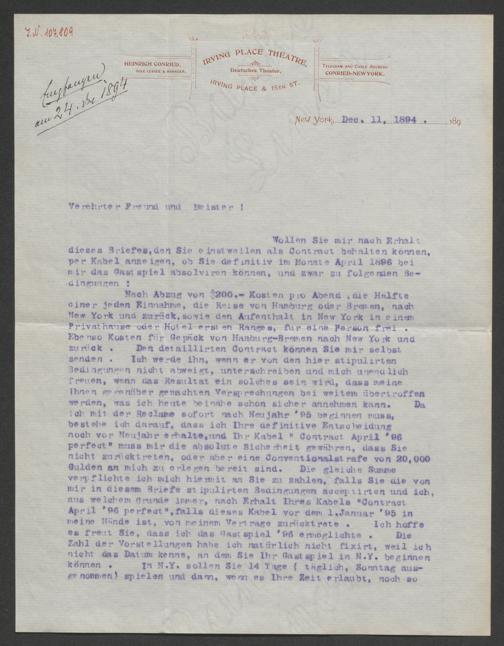 J.N. 107.809
HEINRICH CONRIED,
SOLE LESSEE & MANAGER.
IRVING PLACE THEATRE,
Deutsches Theater,
IRVING PLACE & 15TH ST.
TELEGRAM AND CABLE ADDRESS
CONRIED-NEWYORK.
Empfangen
am 24. Dec. 1894
New York, Dec. 11, 1894 . 189
Verehrter Freund und Meister !
Wollen Sie mir nach Erhalt
dieses Briefes,den Sie einstweilen als Contract behalten können,
per Kabel anzeigen, ob Sie definitiv im Monate April 1896 bei
mir das Gastspiel absolviren können, und zwar zu folgenden Be-
dingungen :
Nach Abzug von $200.- Kosten pro Abend ,die Hälfte
einer jeden Einnahme, die Reise von Hamburg oder Bremen, nach
New York und zurück,sowie den Aufenthalt in New York in einem
Privathause oder Hotel ersten Ranges, für eine Person frei .
Ebenso Kosten für Gepäck von Hamburg-Bremen nach New York und
zurück . Den detaillirten Contract können Sie mir selbst
senden . Ich werde ihn, wenn er von den hier stipulirten
Bedingungen nicht abweigt, unterschreiben und mich unendlich
freuen, wenn das Resultat ein solches sein wird, dass meine
Ihnen gegenüber gemachten Versprechungen bei weitem übertroffen
werden, was ich heute beinahe schon sicher annehmen kann. Da
ich mit der Reclame sofort nach Neujahr '95 beginnen muss,
bestehe ich darauf, dass ich Ihre definitive Entscheidung
noch vor Neujahr erhalte,und Ihr Kabel " Contract April '96
perfect" muss mir die absolute Sicherheit gewähren, dass Sie
nicht zurücktreten, oder aber eine Conventionalstrafe von 20,000
Gulden an mich zu erlegen bereit sind. Die gleiche Summe
verpflichte ich mich hiermit an Sie zu zahlen, falls Sie die von
mir in diesem Briefe stipulirten Bedingungen acceptirten und ich,
aus welchem Grunde immer, nach Erhalt Ihres Kabels "Contract
April '96 perfect",falls dieses Kabel vor dem 1.Januar '95 in
meine Hände ist, von meinem Vertrage zurücktrete . Ich hoffe
es freut Sie, dass ich das Gastspiel '96 ermöglichte . Die
Zahl der Vorstellungen habe ich natürlich nicht fixirt, weil ich
nicht das Datum kenne, an dem Sie Ihr Gastspiel in N.Y. beginnen
können . In N.Y. sollen Sie 14 Tage ( täglich, Sonntag aus-
genommen) spielen und dann, wenn es Ihre Zeit erlaubt, noch so